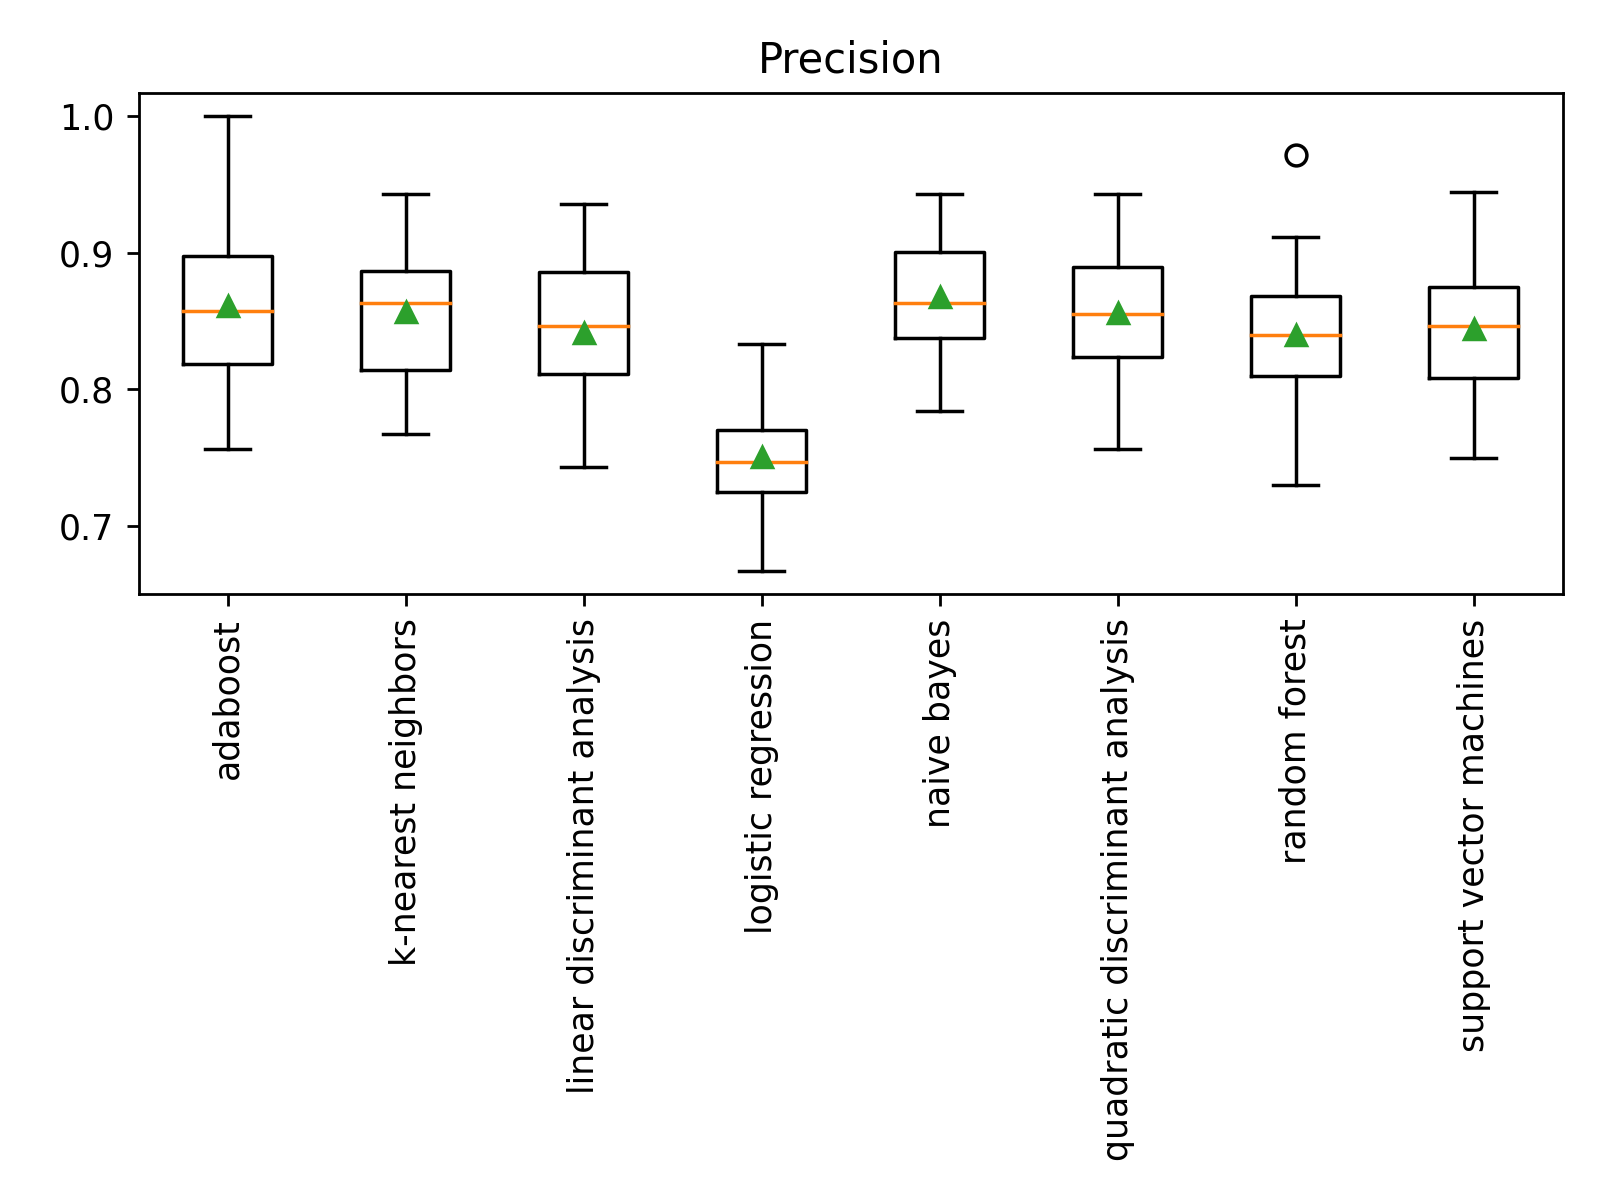 Precision
1.0
0.9
0.8
0.7
adaboost
k-nearest neighbors
linear discriminant analysis
logistic regression
naive bayes
quadratic discriminant analysis
random forest
support vector machines